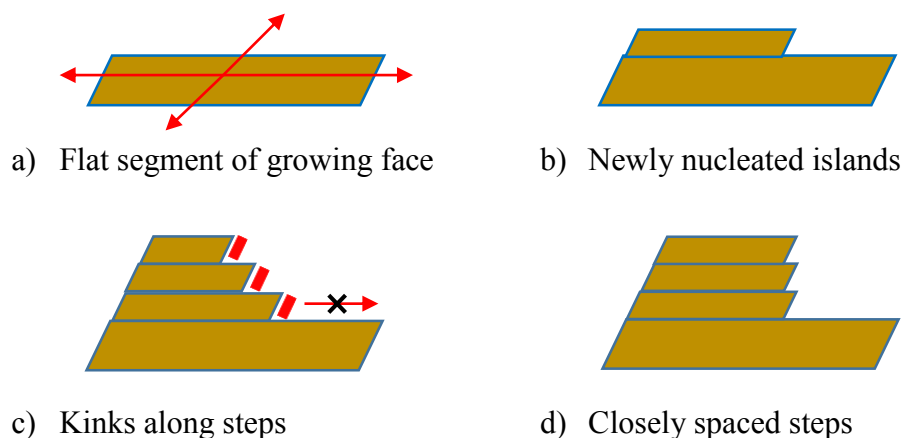 a) Flat segment of growing face
b) Newly nucleated islands
c) Kinks along steps
d) Closely spaced steps